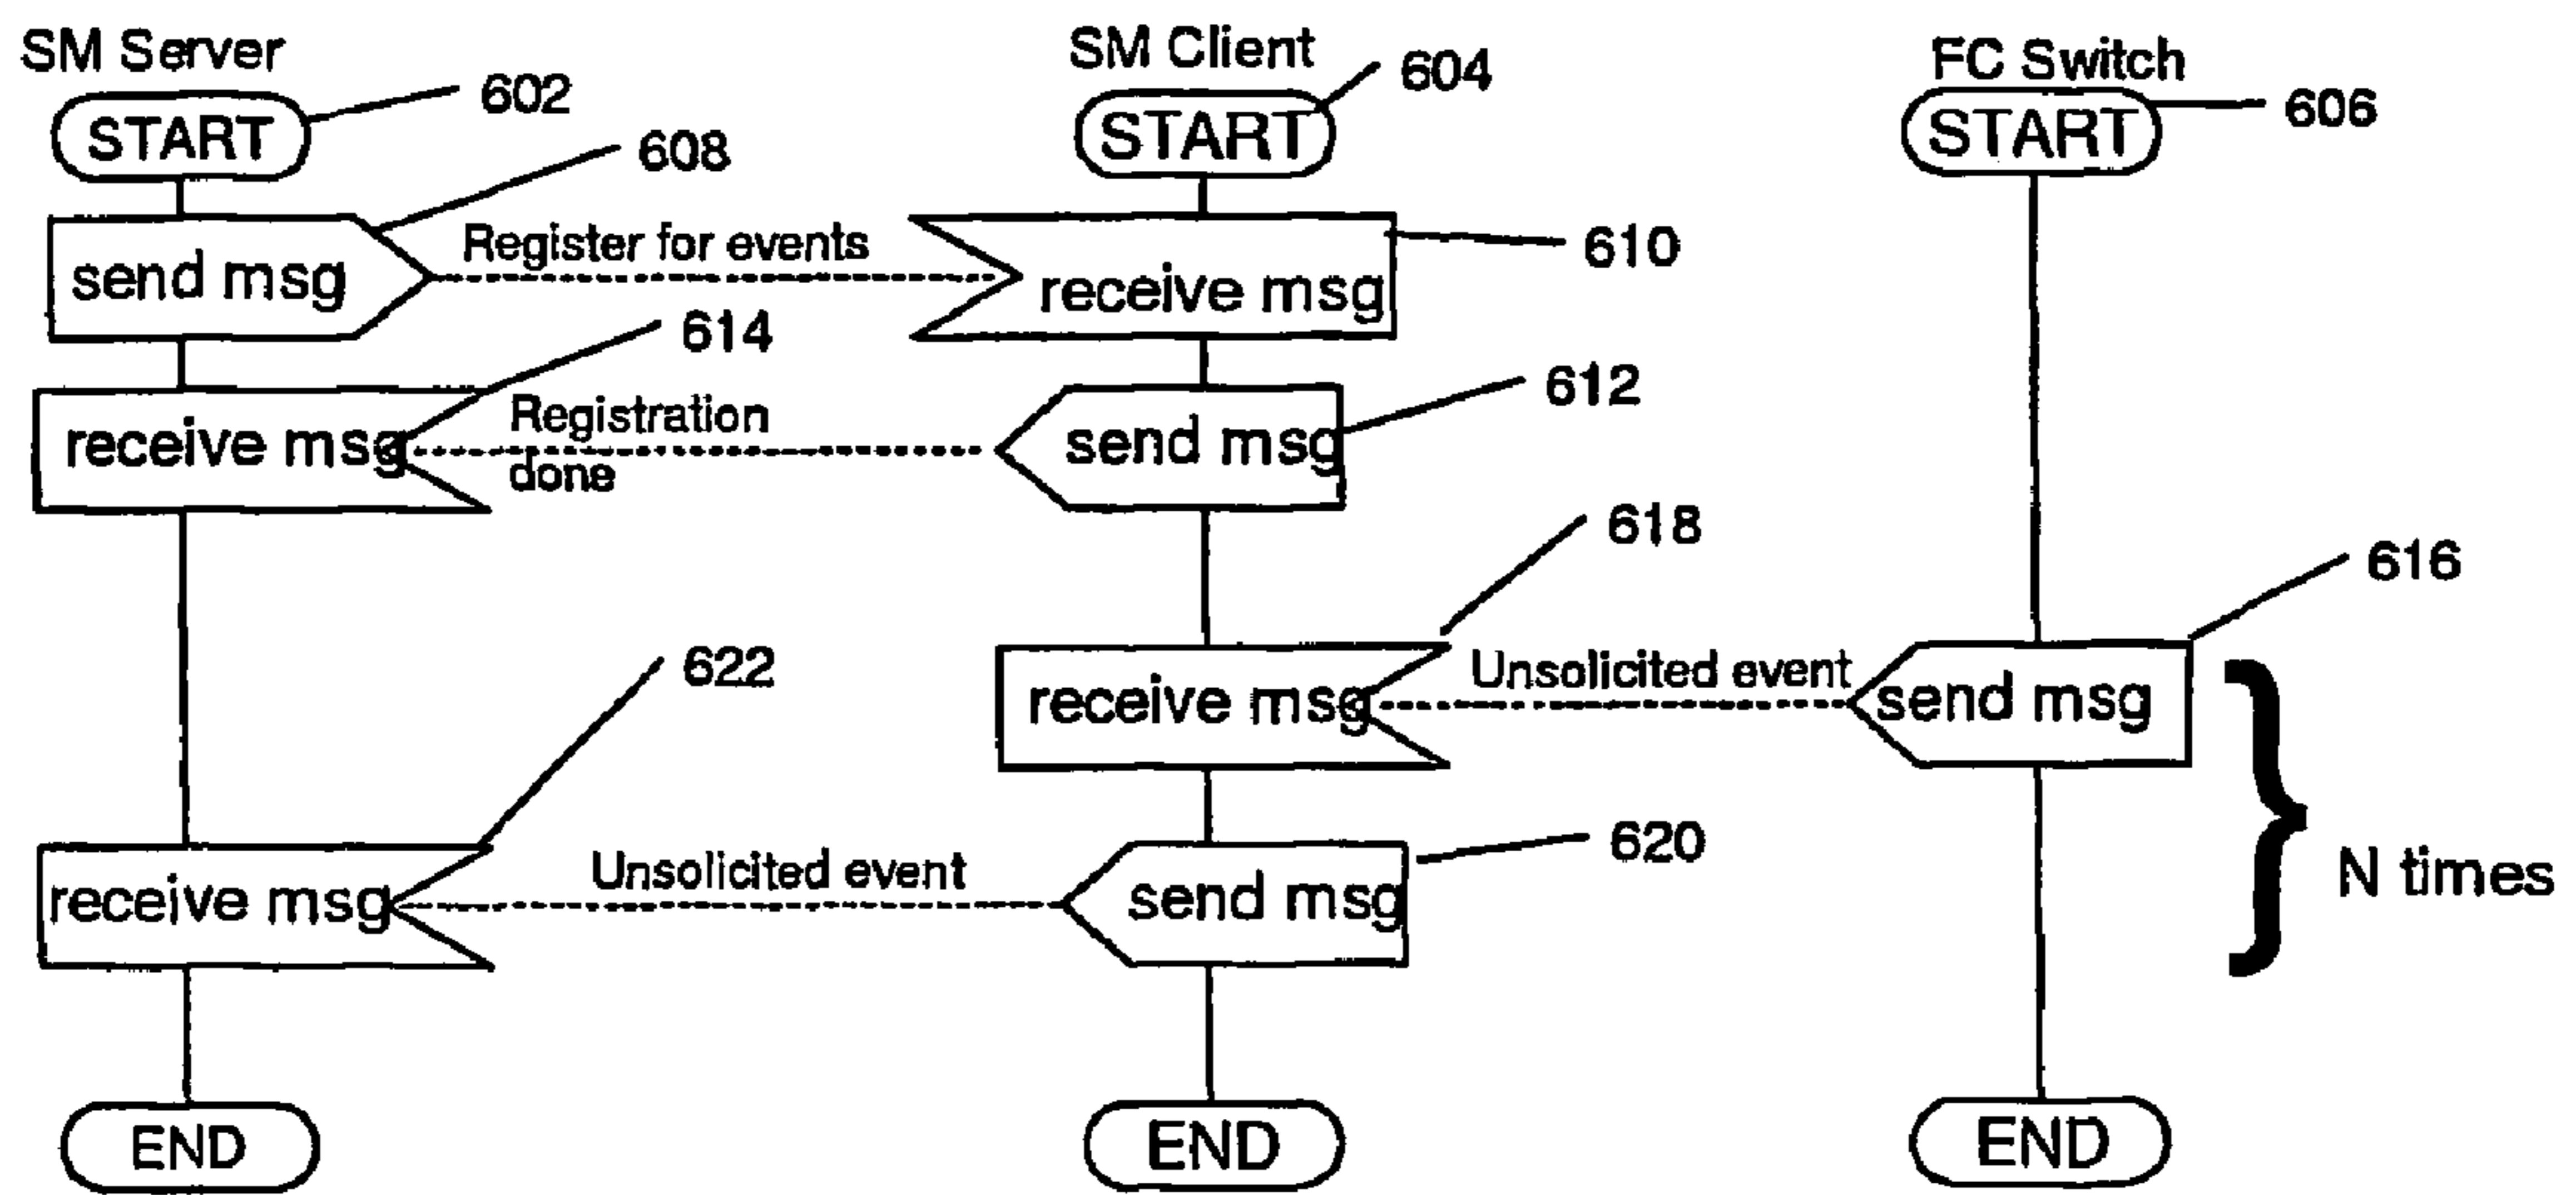 SM Server
SM Client
FC Switch
START
602
START
604
START
606
608
send msg
Register for events
receive msg
610
614
receive msg
Registration
done
send msg
612
618
616
receive msg
Unsolicited event
send msg
622
620
receive msg
Unsolicited event
send msg
} N times
END
END
END